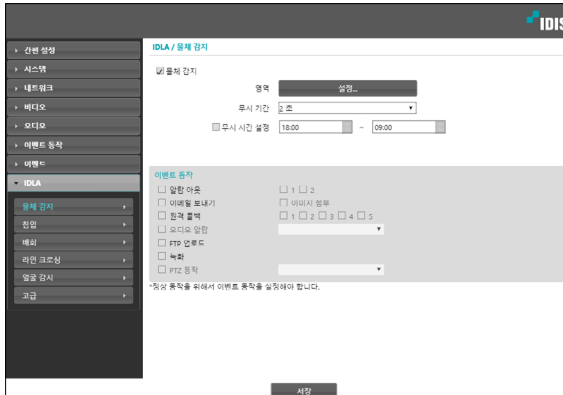 IDIS
간편 설정
시스템
네트워크
비디오
오디오
이벤트 동작
이벤트
IDLA
물체 감지
침입
배회
라인 크로싱
얼굴 감지
고급
IDLA / 물체 감지
물체 감지
영역 설정...
무시 기간 2 초
무시 시간 설정 18:00 ~ 09:00
이벤트 동작
알람 아웃 1 2
이메일 보내기 이미지 첨부
원격 콜백 1 2 3 4 5
오디오 알람
FTP 업로드
녹화
PTZ 동작
*정상 동작을 위해서 이벤트 동작을 설정해야 합니다.
저장